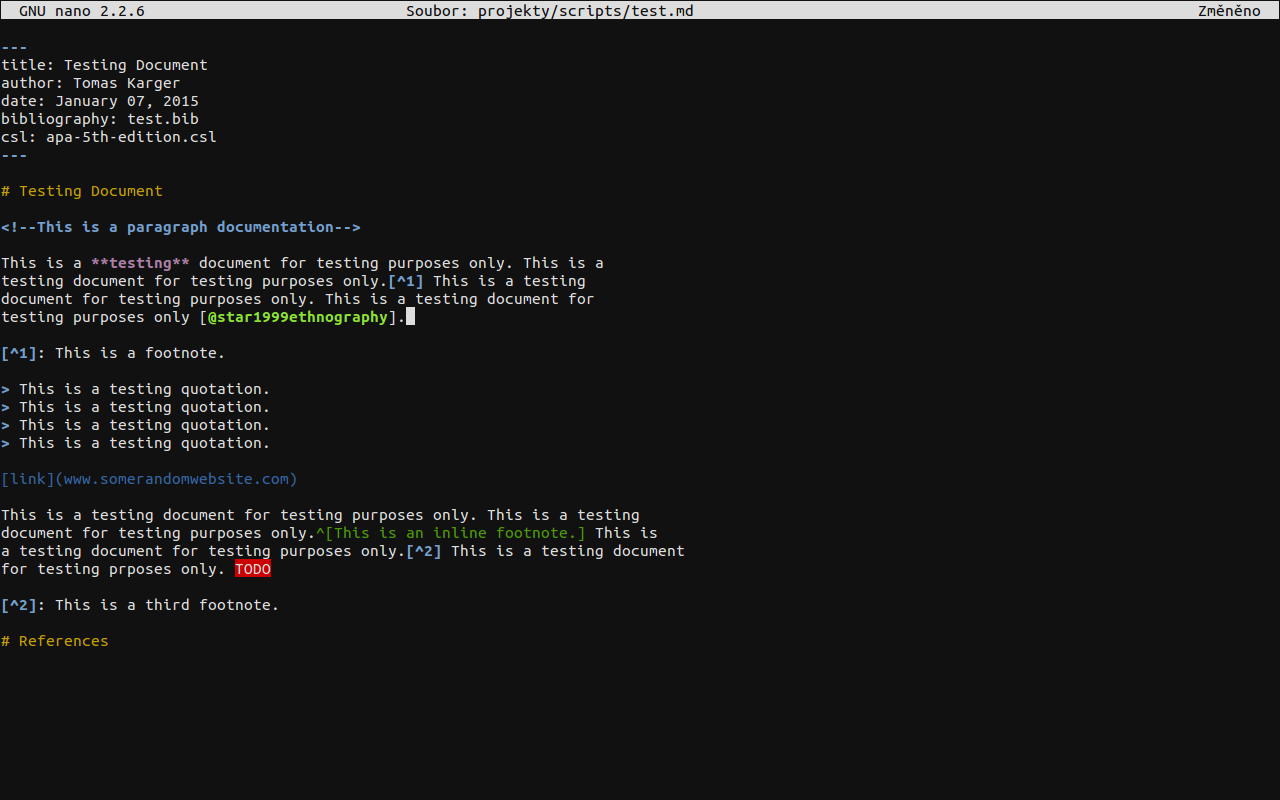 GNU nano 2.2.6 Soubor: projekty/scripts/test.md Změněno
---
title: Testing Document
author: Tomas Karger
date: January 07, 2015
bibliography: test.bib
csl: apa-5th-edition.csl
---
# Testing Document
<!--This is a paragraph documentation-->
This is a **testing** document for testing purposes only. This is a
testing document for testing purposes only.[^1] This is a testing
document for testing purposes only. This is a testing document for
testing purposes only [@star1999ethnography].
[^1]: This is a footnote.
> This is a testing quotation.
> This is a testing quotation.
> This is a testing quotation.
> This is a testing quotation.
[link](www.somerandomwebsite.com)
This is a testing document for testing purposes only. This is a testing
document for testing purposes only.^[This is an inline footnote.] This is
a testing document for testing purposes only.[^2] This is a testing document
for testing prposes only. TODO
[^2]: This is a third footnote.
# References